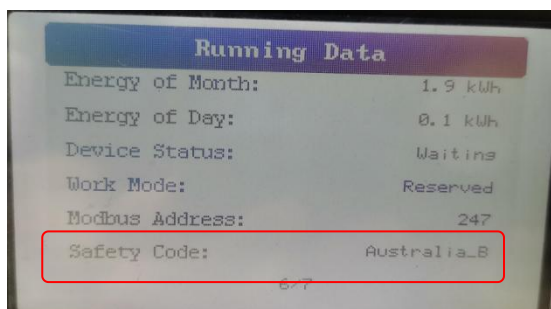 Running Data
Energy of Month: 1.9 kWh
Energy of Day: 0.1 kWh
Device Status: Waiting
Work Mode: Reserved
Modbus Address: 247
Safety Code: Australia_B
6/7